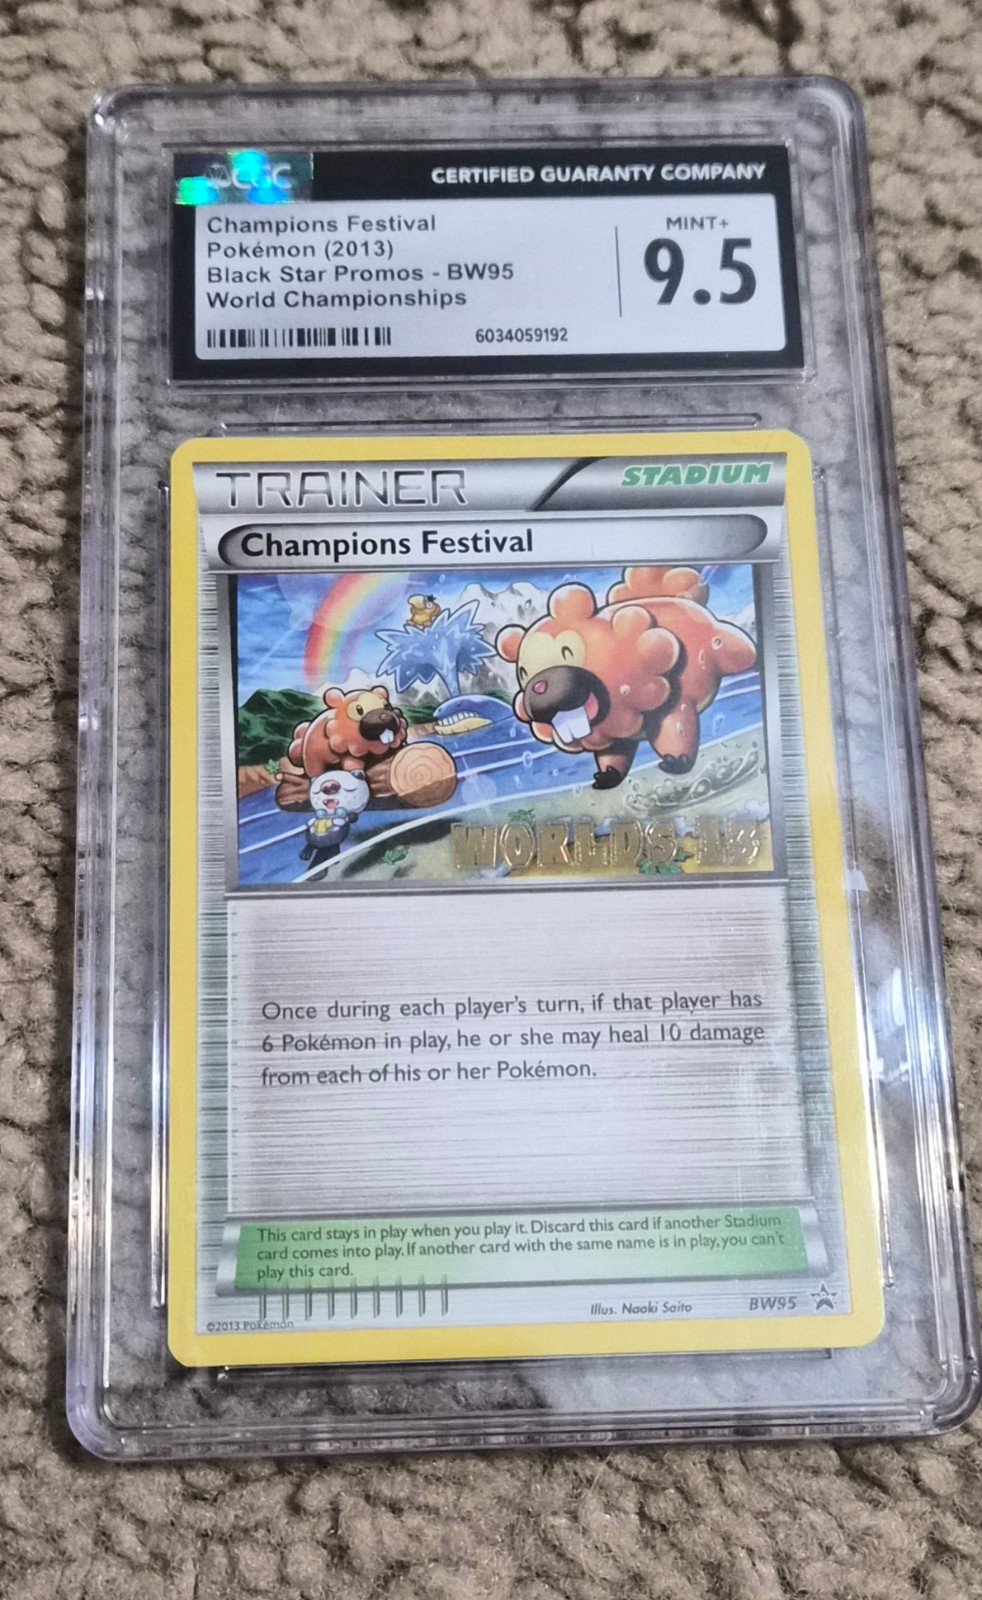 CGC
CERTIFIED GUARANTY COMPANY
Champions Festival
Pokémon (2013)
Black Star Promos - BW95
World Championships
MINT+
9.5
6034059192
TRAINER
STADIUM
Champions Festival
WORLDS 13
Once during each player's turn, if that player has
6 Pokémon in play, he or she may heal 10 damage
from each of his or her Pokémon.
This card stays in play when you play it. Discard this card if another Stadium
card comes into play. If another card with the same name is in play, you can't
play this card.
Illus. Naoki Saito
BW95
©2013 Pokémon